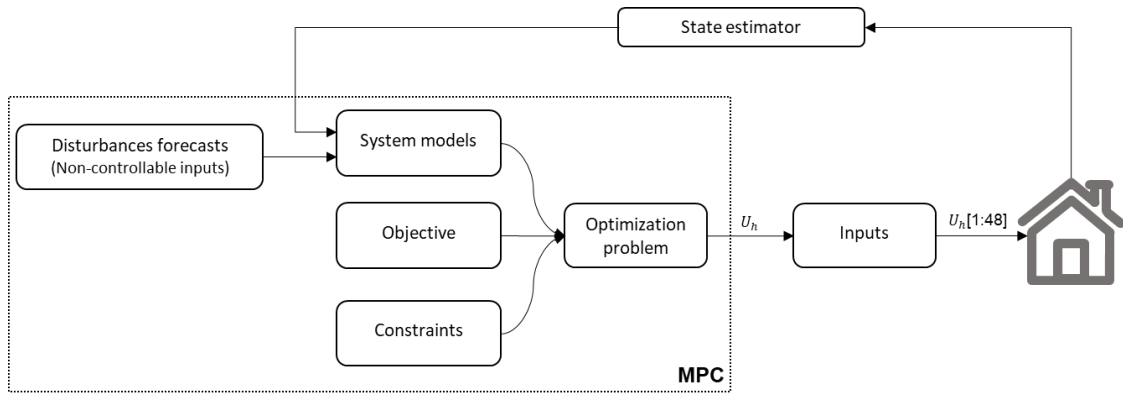 State estimator
Disturbances forecasts
(Non-controllable inputs)
System models
Objective
Constraints
Optimization
problem
U_h
Inputs
U_h[1:48]
MPC